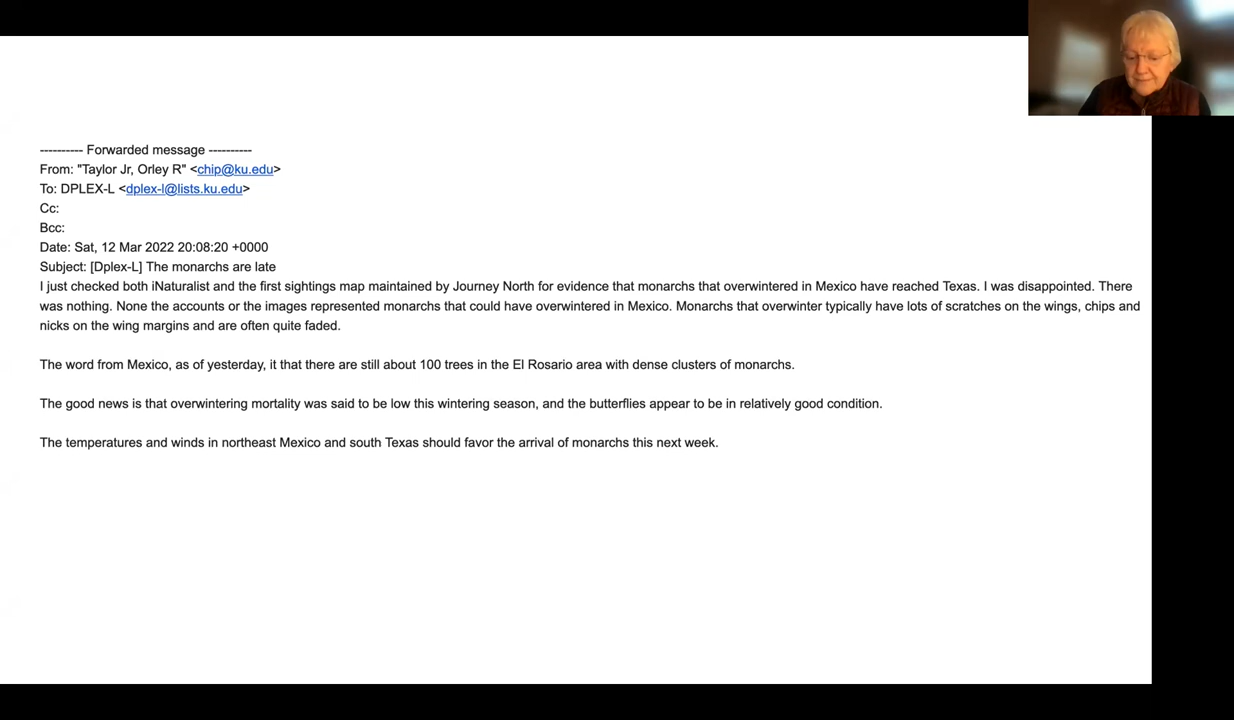 ---------- Forwarded message ----------
From: "Taylor Jr, Orley R" <chip@ku.edu>
To: DPLEX-L <dplex-l@lists.ku.edu>
Cc:
Bcc:
Date: Sat, 12 Mar 2022 20:08:20 +0000
Subject: [Dplex-L] The monarchs are late
I just checked both iNaturalist and the first sightings map maintained by Journey North for evidence that monarchs that overwintered in Mexico have reached Texas. I was disappointed. There
was nothing. None the accounts or the images represented monarchs that could have overwintered in Mexico. Monarchs that overwinter typically have lots of scratches on the wings, chips and
nicks on the wing margins and are often quite faded.
The word from Mexico, as of yesterday, it that there are still about 100 trees in the El Rosario area with dense clusters of monarchs.
The good news is that overwintering mortality was said to be low this wintering season, and the butterflies appear to be in relatively good condition.
The temperatures and winds in northeast Mexico and south Texas should favor the arrival of monarchs this next week.